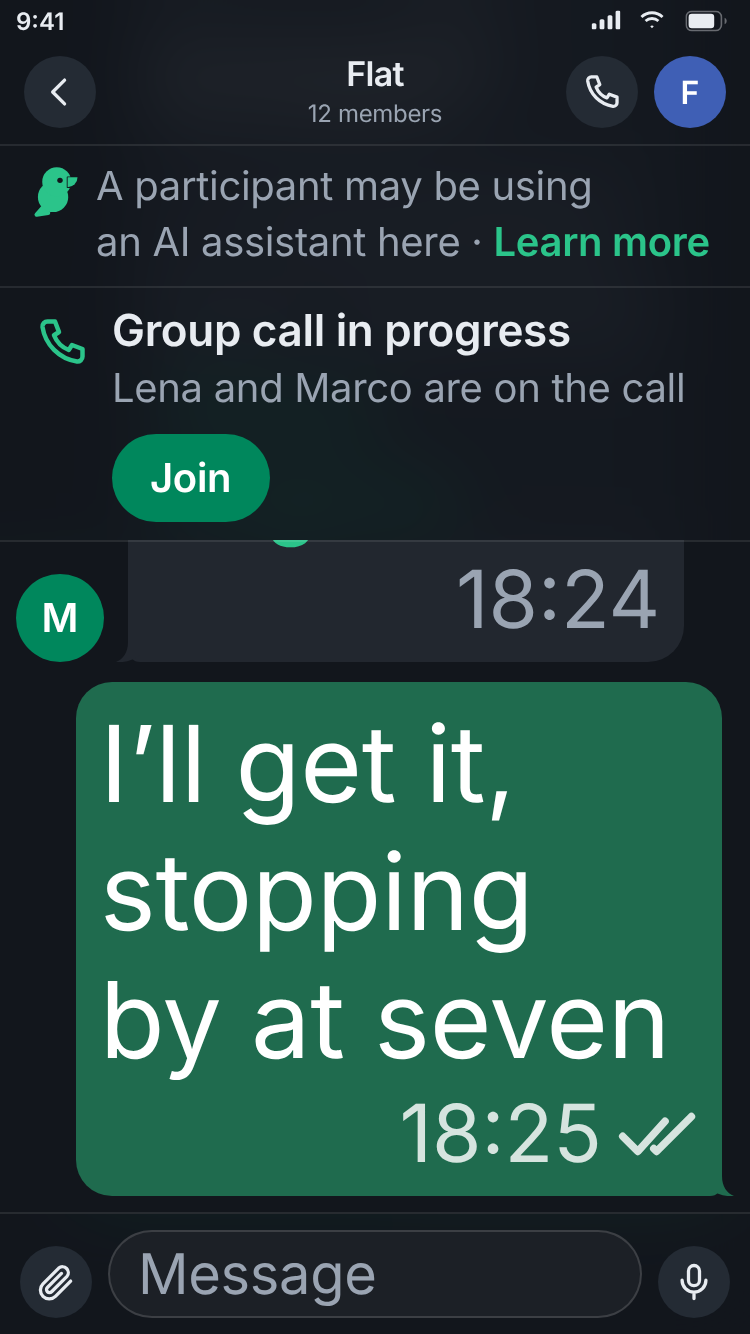 9:41
Flat
12 members
F
A participant may be using
an AI assistant here · Learn more
Group call in progress
Lena and Marco are on the call
Join
M
18:24
I’ll get it,
stopping
by at seven
18:25
Message